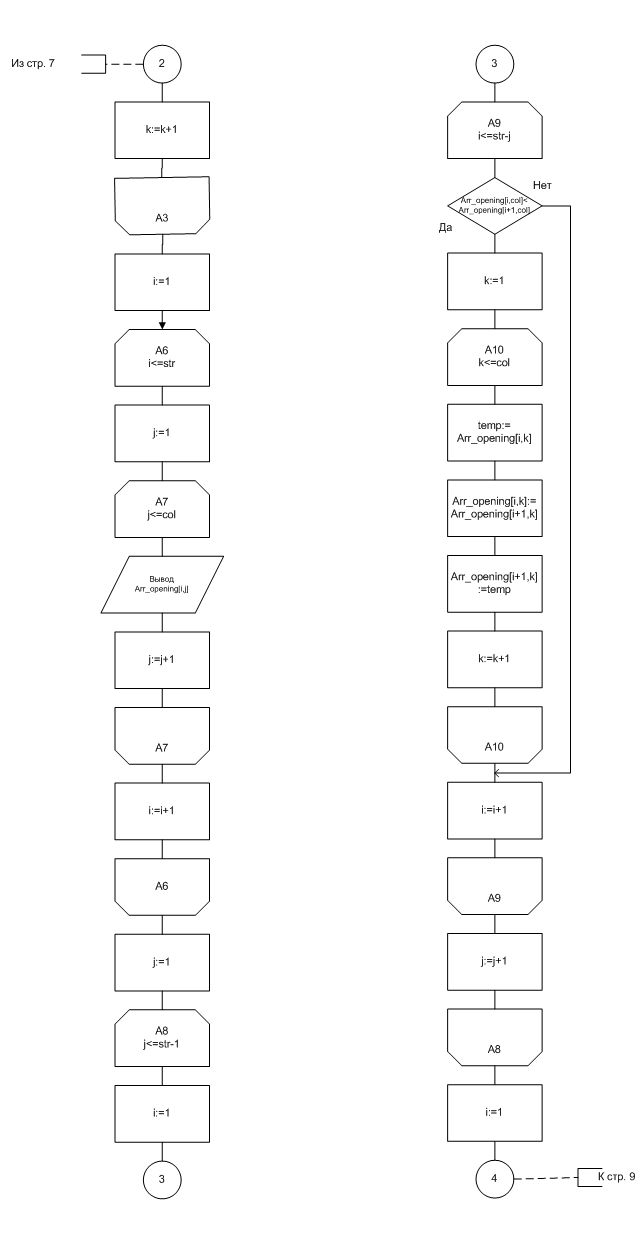 Из стр. 7
2
k:=k+1
A3
i:=1
A6
i<=str
j:=1
A7
j<=col
Вывод
Arr_opening[i,j]
j:=j+1
A7
i:=i+1
A6
j:=1
A8
j<=str-1
i:=1
3
3
A9
i<=str-j
Нет
Arr_opening[i,col]<
Arr_opening[i+1,col]
Да
k:=1
A10
k<=col
temp:=
Arr_opening[i,k]
Arr_opening[i,k]:=
Arr_opening[i+1,k]
Arr_opening[i+1,k]
:=temp
k:=k+1
A10
i:=i+1
A9
j:=j+1
A8
i:=1
4
К стр. 9